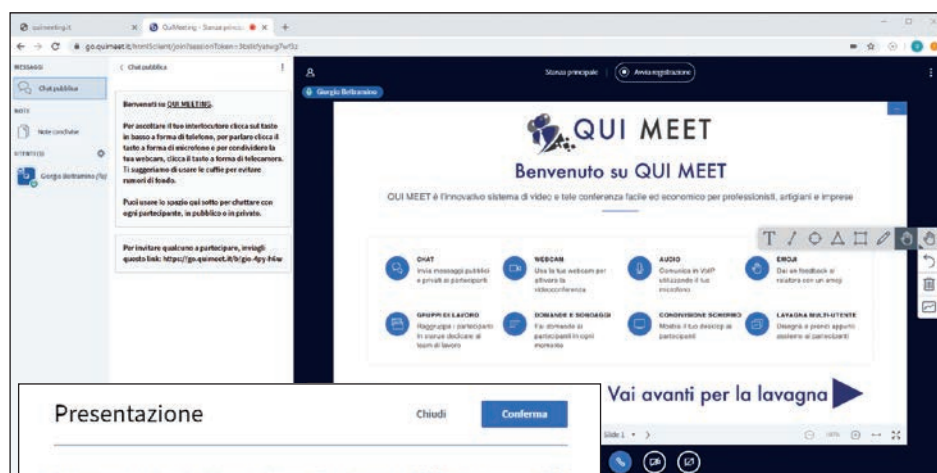 quimeeting.it
QuiMeeting - Stanza princip
MESSAGGI
Chat pubblica
NOTE
Note condivise
UTENTI (1)
Giorgio Beltramino (Tu)
Chat pubblica
Benvenuti su QUI MEETING.
Per ascoltare il tuo interlocutore clicca sul tasto
in basso a forma di telefono, per parlare clicca il
tasto a forma di microfono e per condividere la
tua webcam, clicca il tasto a forma di telecamera.
Ti suggeriamo di usare le cuffie per evitare
rumori di fondo.
Puoi usare lo spazio qui sotto per chattare con
ogni partecipante, in pubblico o in privato.
Per invitare qualcuno a partecipare, inviagli
questo link: https://go.quimeet.it/b/gio-4py-h6w
Stanza principale
Avvia registrazione
Giorgio Beltramino
QUI MEET
Benvenuto su QUI MEET
QUI MEET è l'innovativo sistema di video e tele conferenza facile ed economico per professionisti, artigiani e imprese
CHAT
Invia messaggi pubblici
e privati ai partecipanti
WEBCAM
Usa la tua webcam per
attivare la
videoconferenza
AUDIO
Comunica in VoIP
utilizzando il tuo
microfono
EMOJI
Dai un feedback al
relatore con un emoji
GRUPPI DI LAVORO
Raggruppa i partecipanti
in stanze dedicate ai
team di lavoro
DOMANDE E SONDAGGI
Fai domande ai
partecipanti in ogni
momento
CONDIVISIONE SCHERMO
Mostra il tuo desktop ai
partecipanti
LAVAGNA MULTI-UTENTE
Disegna e prendi appunti
assieme ai partecipanti
Vai avanti per la lavagna
Slide 1
100%
Presentazione
Chiudi
Conferma